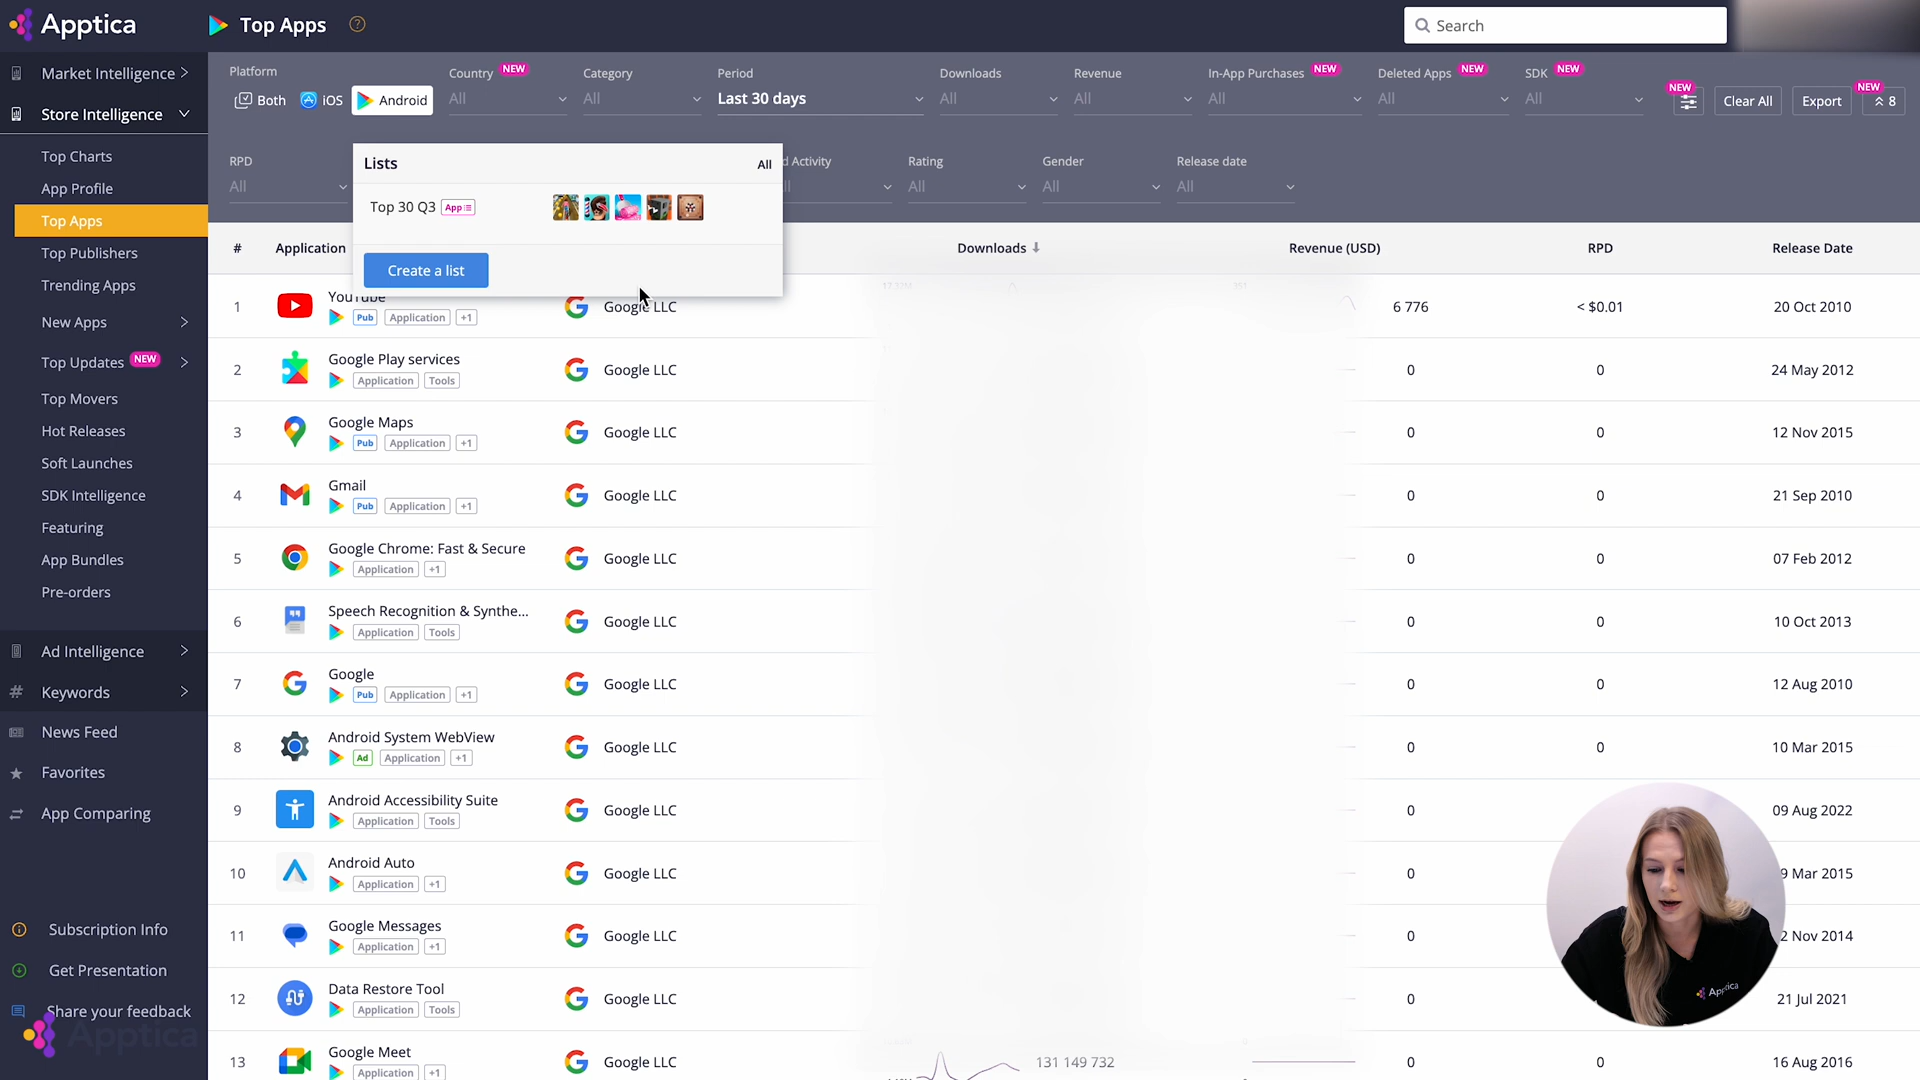 Apptica
Top Apps ?
Search
Market Intelligence
Store Intelligence
Top Charts
App Profile
Top Apps
Top Publishers
Trending Apps
New Apps
Top Updates NEW
Top Movers
Hot Releases
Soft Launches
SDK Intelligence
Featuring
App Bundles
Pre-orders
Ad Intelligence
# Keywords
News Feed
Favorites
App Comparing
Subscription Info
Get Presentation
Share your feedback
Apptica
Platform
Both iOS Android
Country NEW
All
Category
All
Period
Last 30 days
Downloads
All
Revenue
All
In-App Purchases NEW
All
Deleted Apps NEW
All
SDK NEW
All
NEW
Clear All
Export
NEW
8
RPD
All
Activity
Rating
All
Gender
All
Release date
All
Lists All
Top 30 Q3 App
Create a list
# Application Downloads Revenue (USD) RPD Release Date
1 YouTube Google LLC 6 776 < $0.01 20 Oct 2010
Pub Application +1
2 Google Play services Google LLC 0 0 24 May 2012
Application Tools
3 Google Maps Google LLC 0 0 12 Nov 2015
Pub Application +1
4 Gmail Google LLC 0 0 21 Sep 2010
Pub Application +1
5 Google Chrome: Fast & Secure Google LLC 0 0 07 Feb 2012
Application +1
6 Speech Recognition & Synthe... Google LLC 0 0 10 Oct 2013
Application Tools
7 Google Google LLC 0 0 12 Aug 2010
Pub Application +1
8 Android System WebView Google LLC 0 0 10 Mar 2015
Ad Application +1
9 Android Accessibility Suite Google LLC 0 09 Aug 2022
Application Tools
10 Android Auto Google LLC 0 9 Mar 2015
Application +1
11 Google Messages Google LLC 0 2 Nov 2014
Application +1
12 Data Restore Tool Google LLC 0 21 Jul 2021
Application Tools
13 Google Meet Google LLC 131 149 732 0 0 16 Aug 2016
Application +1
Apptica